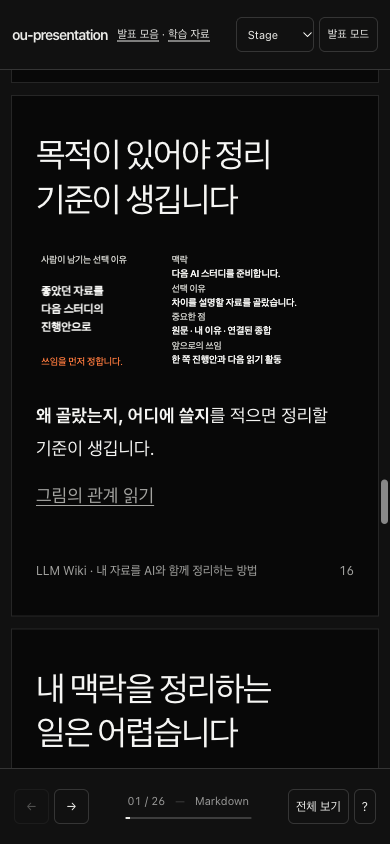 ou-presentation 발표 모음 · 학습 자료 Stage 발표 모드
목적이 있어야 정리
기준이 생깁니다
사람이 남기는 선택 이유
좋았던 자료를
다음 스터디의
진행안으로
쓰임을 먼저 정합니다.
맥락
다음 AI 스터디를 준비합니다.
선택 이유
차이를 설명할 자료를 골랐습니다.
중요한 점
원문 · 내 이유 · 연결된 종합
앞으로의 쓰임
한 쪽 진행안과 다음 읽기 활동
왜 골랐는지, 어디에 쓸지를 적으면 정리할
기준이 생깁니다.
그림의 관계 읽기
LLM Wiki · 내 자료를 AI와 함께 정리하는 방법 16
내 맥락을 정리하는
일은 어렵습니다
← → 01 / 26 — Markdown 전체 보기 ?